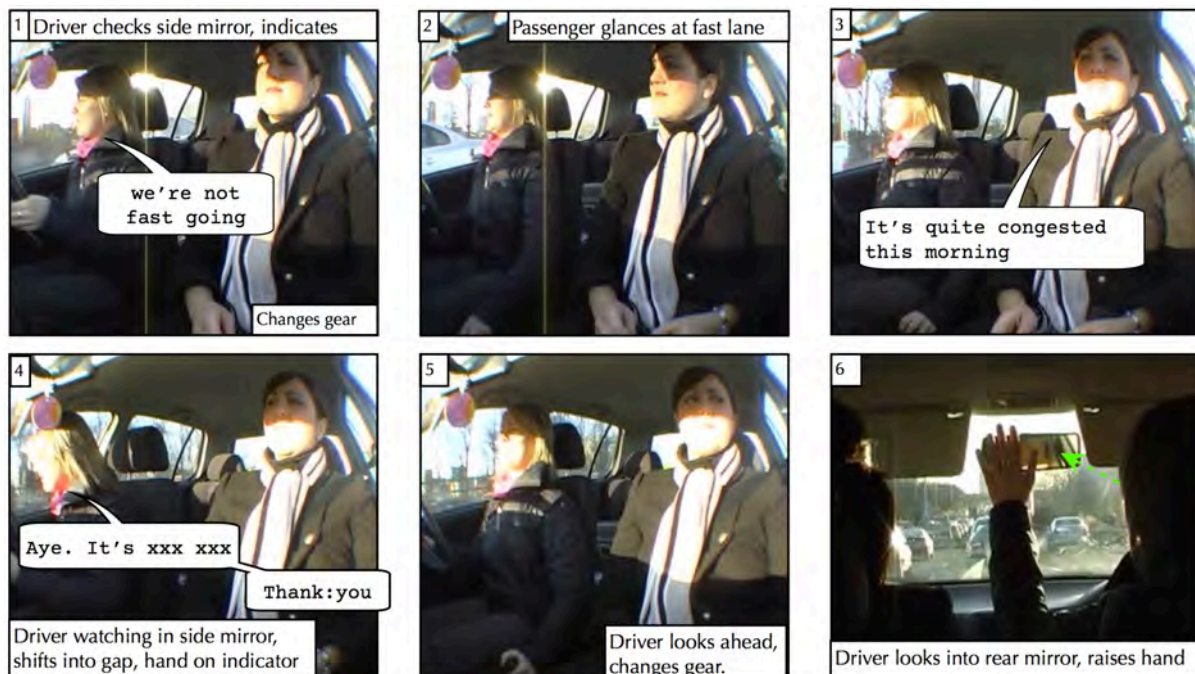 1 Driver checks side mirror, indicates
we're not
fast going
Changes gear
2 Passenger glances at fast lane
3
It's quite congested
this morning
4
Aye. It's xxx xxx
Thank:you
Driver watching in side mirror,
shifts into gap, hand on indicator
5
Driver looks ahead,
changes gear.
6
Driver looks into rear mirror, raises hand